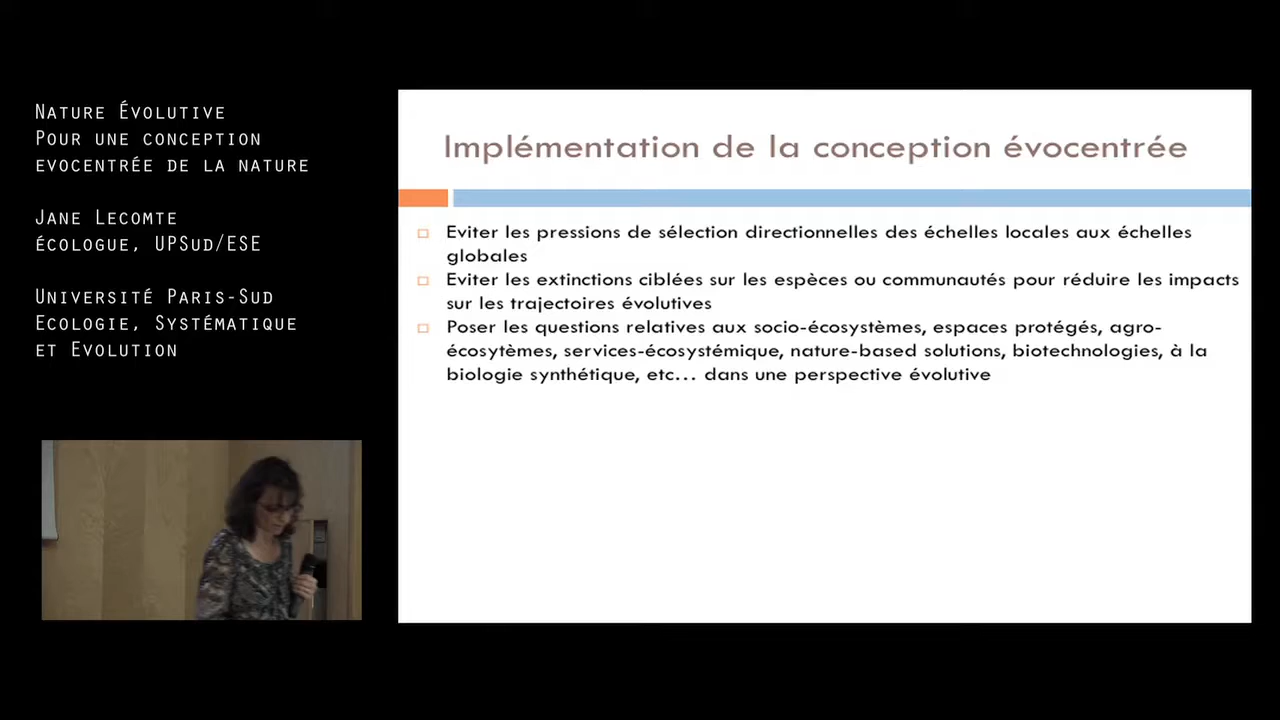 Nature Évolutive
Pour une conception
evocentrée de la nature
Jane Lecomte
écologue, UPSud/ESE
Université Paris-Sud
Ecologie, Systématique
et Evolution
Implémentation de la conception évocentrée
Eviter les pressions de sélection directionnelles des échelles locales aux échelles
globales
Eviter les extinctions ciblées sur les espèces ou communautés pour réduire les impacts
sur les trajectoires évolutives
Poser les questions relatives aux socio-écosystèmes, espaces protégés, agro-
écosytèmes, services-écosystémique, nature-based solutions, biotechnologies, à la
biologie synthétique, etc... dans une perspective évolutive